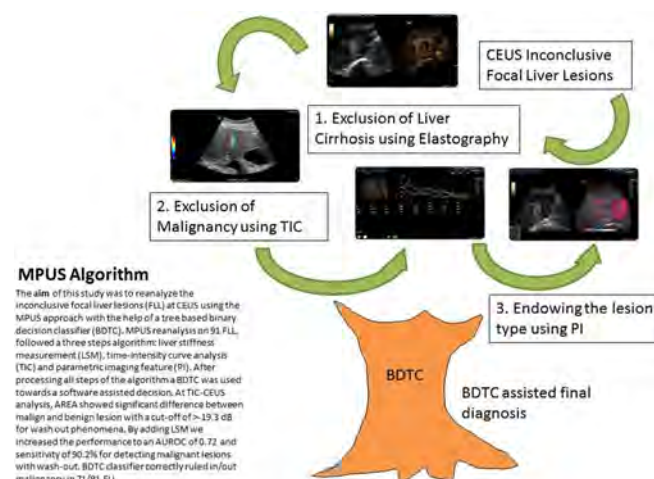 CEUS Inconclusive
Focal Liver Lesions
1. Exclusion of Liver
Cirrhosis using Elastography
2. Exclusion of
Malignancy using TIC
3. Endowing the lesion
type using PI
MPUS Algorithm
The aim of this study was to reanalyze the
inconclusive focal liver lesions (FLL) at CEUS using the
MPUS approach with the help of a tree based binary
decision classifier (BDTC). MPUS reanalysis on 91 FLL,
followed a three steps algorithm: liver stiffness
measurement (LSM), time-intensity curve analysis
(TIC) and parametric imaging feature (PI). After
processing all steps of the algorithm a BDTC was used
towards a software assisted decision. At TIC-CEUS
analysis, AREA showed significant difference between
malign and benign lesion with a cut-off of >-19.3 dB
for wash out phenomena. By adding LSM we
increased the performance to an AUROC of 0.72 and
sensitivity of 90.2% for detecting malignant lesions
with wash-out. BDTC classifier correctly ruled in/out
malignancy in 71/91 FLL
BDTC
BDTC assisted final
diagnosis